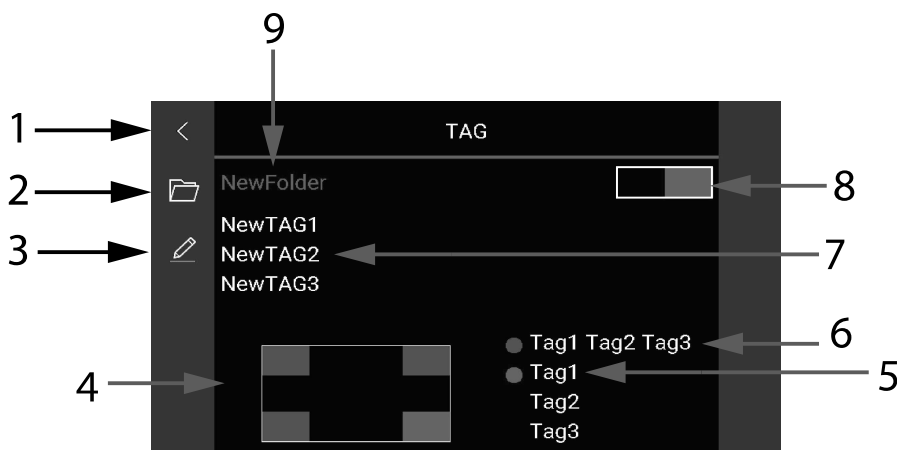 9
1
TAG
2
NewFolder
8
NewTAG1
3
NewTAG2
7
NewTAG3
Tag1 Tag2 Tag3
6
4
Tag1
5
Tag2
Tag3